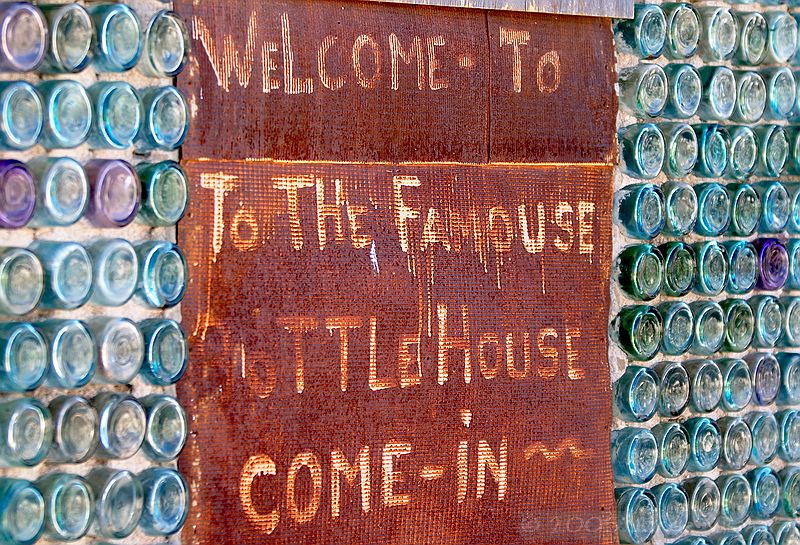 WeLCOME· To
To THe FAMOUSE
BoTTLe HOUSE
COME-iN ~